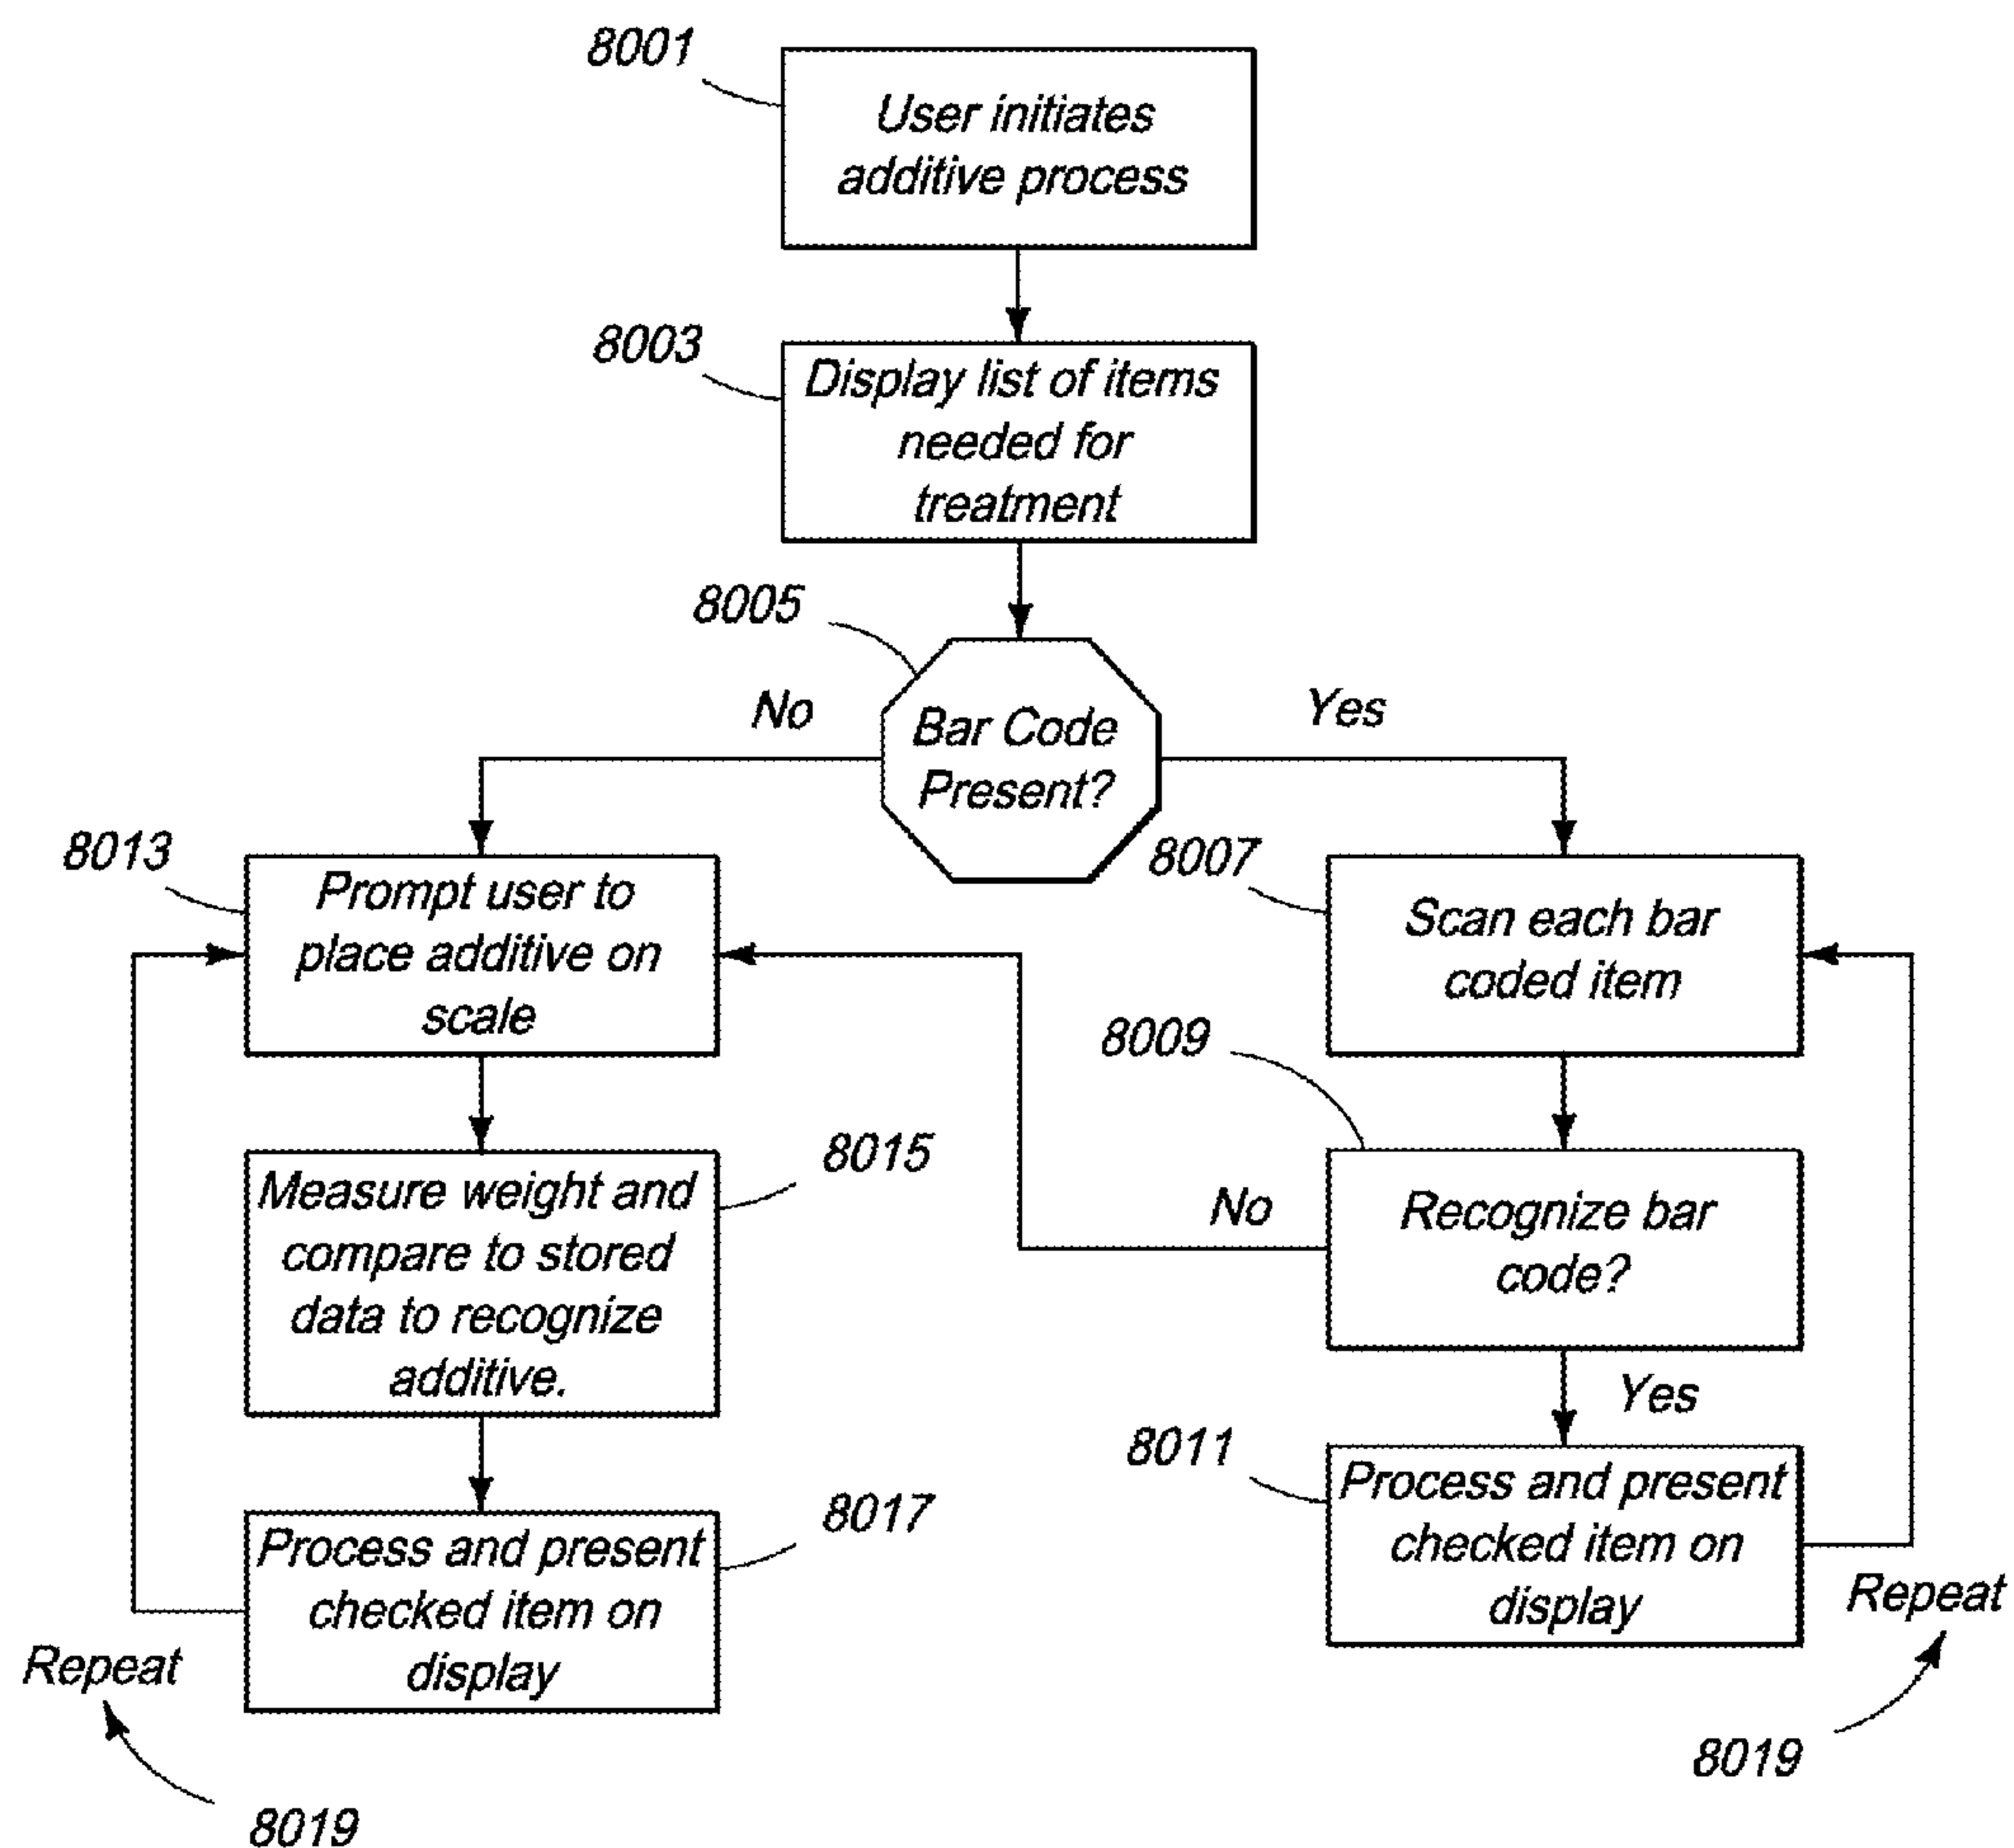 8001
User initiates
additive process
8003
Display list of items
needed for
treatment
8005
Bar Code
Present?
No
Yes
8013
Prompt user to
place additive on
scale
8007
Scan each bar
coded item
8009
Recognize bar
code?
No
Yes
8015
Measure weight and
compare to stored
data to recognize
additive.
8011
Process and present
checked item on
display
Repeat
8019
8017
Process and present
checked item on
display
Repeat
8019